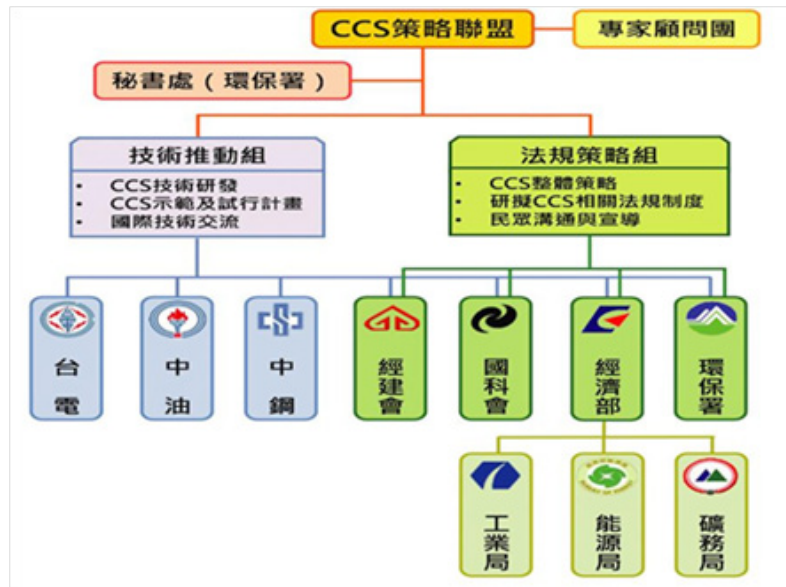 CCS策略聯盟
專家顧問團
秘書處（環保署）
技術推動組
• CCS技術研發
• CCS示範及試行計畫
• 國際技術交流
法規策略組
• CCS整體策略
• 研擬CCS相關法規制度
• 民眾溝通與宣導
台電
中油
中鋼
經建會
國科會
經濟部
環保署
工業局
能源局
礦務局